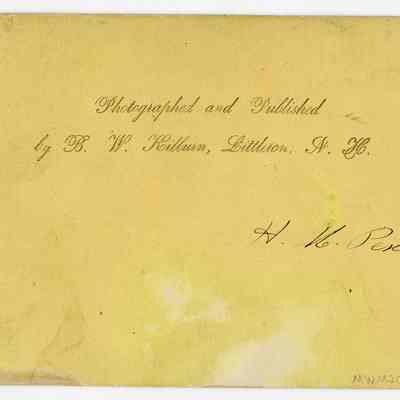 Photographed and Published
by B. W. Kilburn, Littleton, N. H.
H.